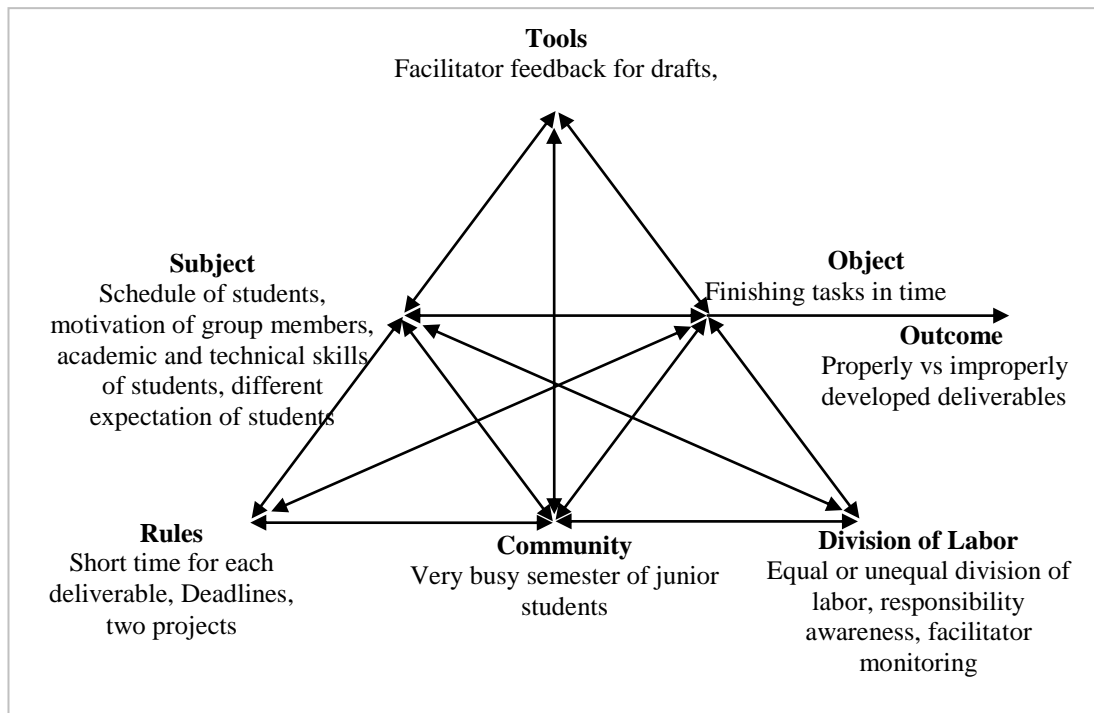 Tools
Facilitator feedback for drafts,
Subject
Schedule of students,
motivation of group members,
academic and technical skills
of students, different
expectation of students
Object
Finishing tasks in time
Outcome
Properly vs improperly
developed deliverables
Rules
Short time for each
deliverable, Deadlines,
two projects
Community
Very busy semester of junior
students
Division of Labor
Equal or unequal division of
labor, responsibility
awareness, facilitator
monitoring